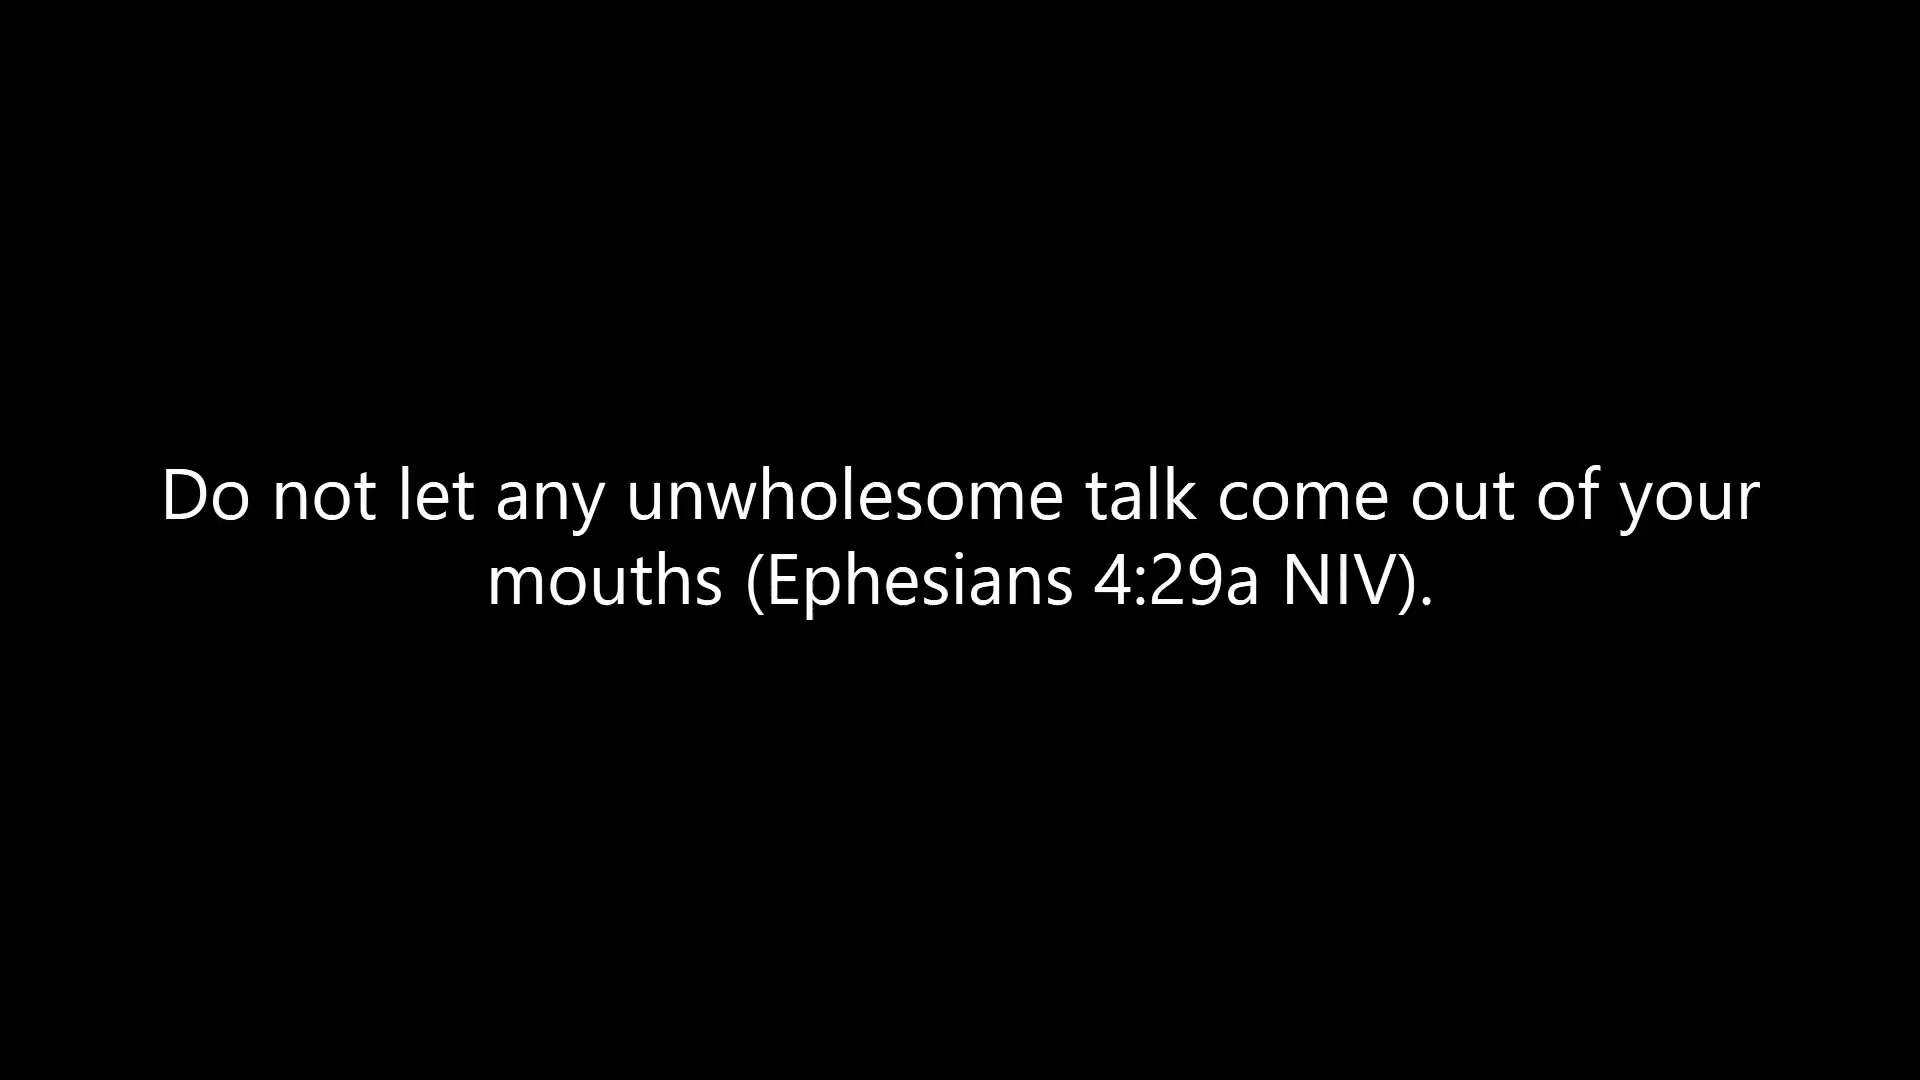 Do not let any unwholesome talk come out of your
mouths (Ephesians 4:29a NIV).